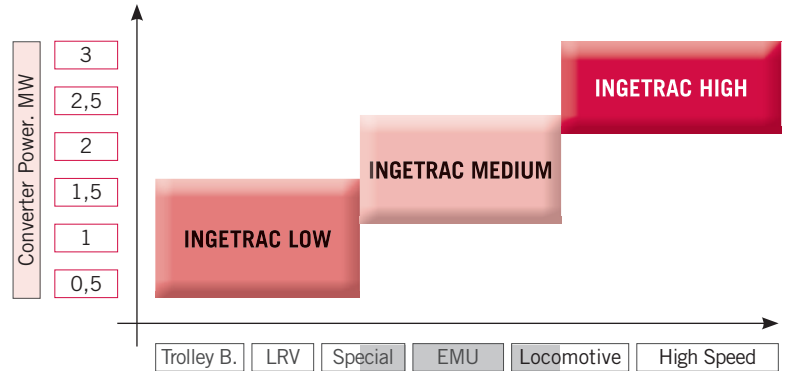 Converter Power. MW
3
2,5
2
1,5
1
0,5
INGETRAC HIGH
INGETRAC MEDIUM
INGETRAC LOW
Trolley B. LRV Special EMU Locomotive High Speed